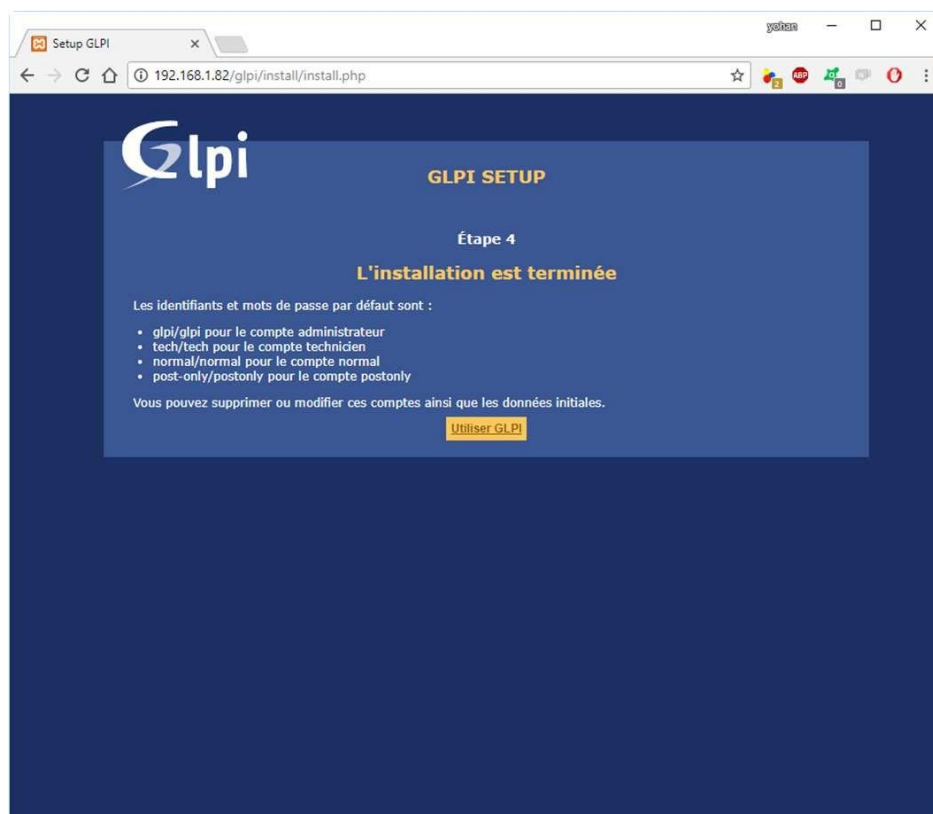 yohan
Setup GLPI
192.168.1.82/glpi/install/install.php
2
ABP
0
Glpi
GLPI SETUP
Étape 4
L'installation est terminée
Les identifiants et mots de passe par défaut sont :
• glpi/glpi pour le compte administrateur
• tech/tech pour le compte technicien
• normal/normal pour le compte normal
• post-only/postonly pour le compte postonly
Vous pouvez supprimer ou modifier ces comptes ainsi que les données initiales.
Utiliser GLPI